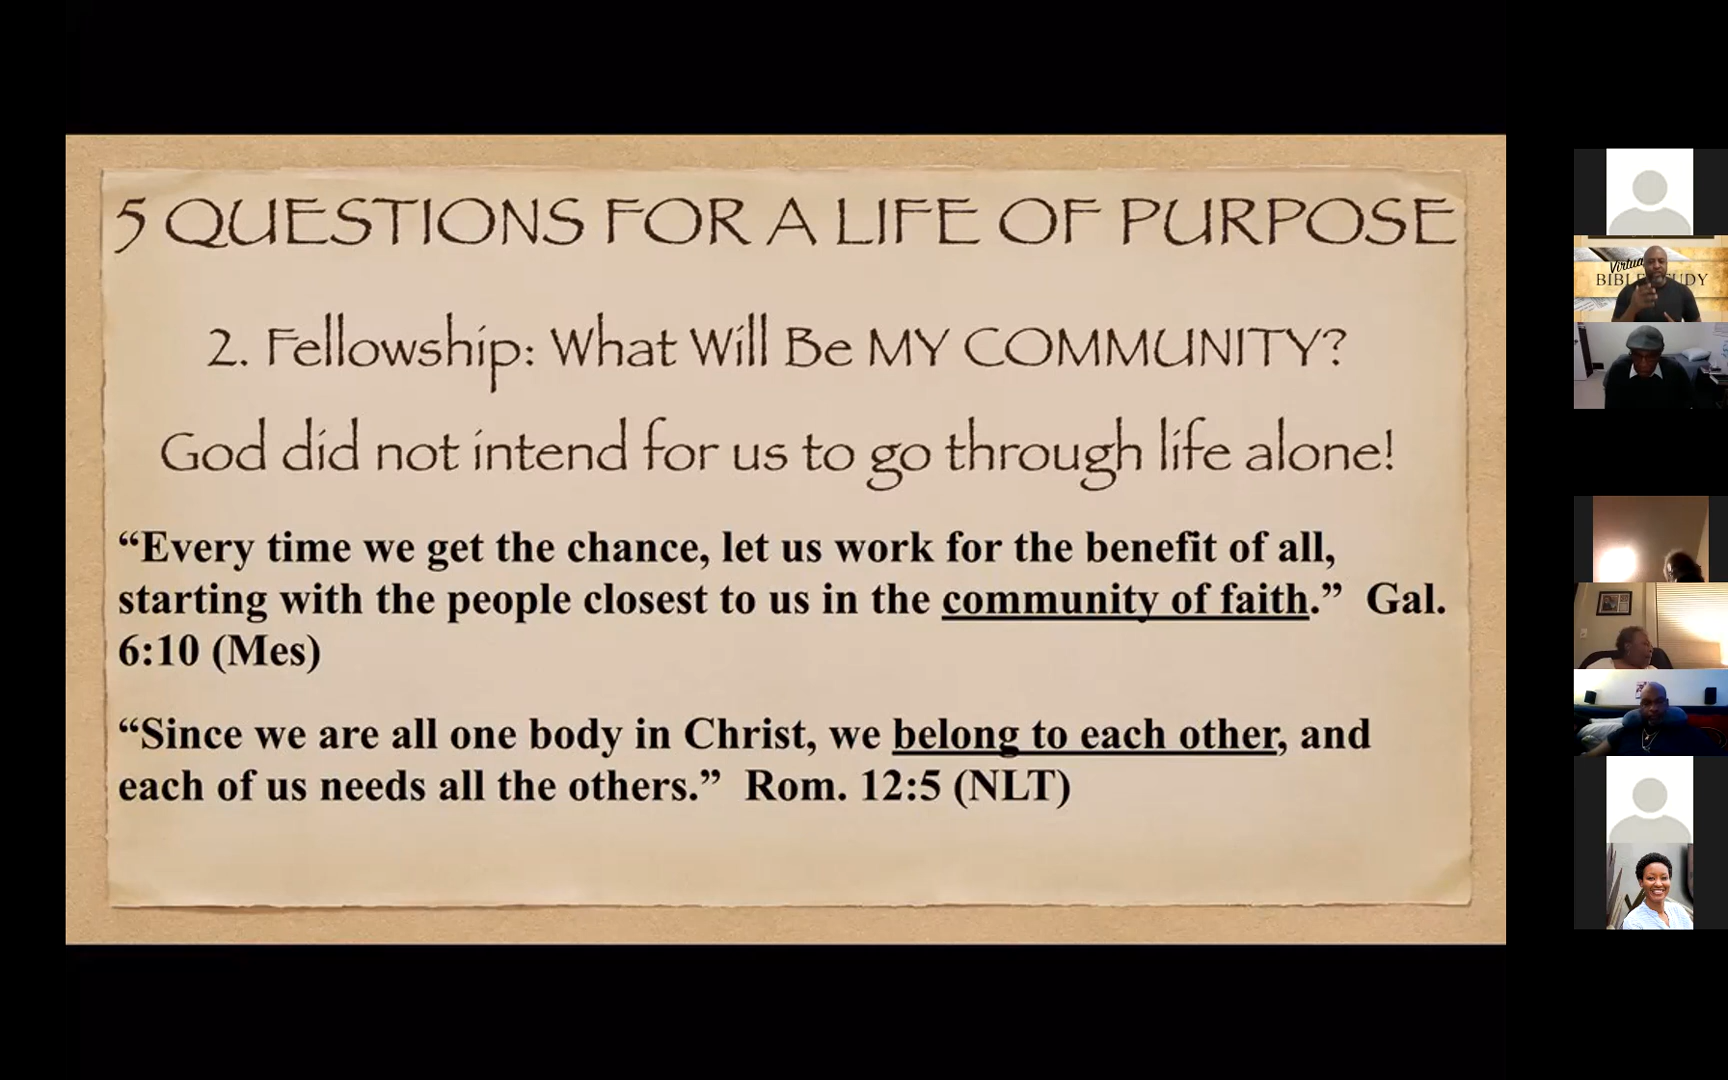 5 QUESTIONS FOR A LIFE OF PURPOSE
2. Fellowship: What Will Be MY COMMUNITY?
God did not intend for us to go through life alone!
“Every time we get the chance, let us work for the benefit of all,
starting with the people closest to us in the community of faith.” Gal.
6:10 (Mes)
“Since we are all one body in Christ, we belong to each other, and
each of us needs all the others.” Rom. 12:5 (NLT)